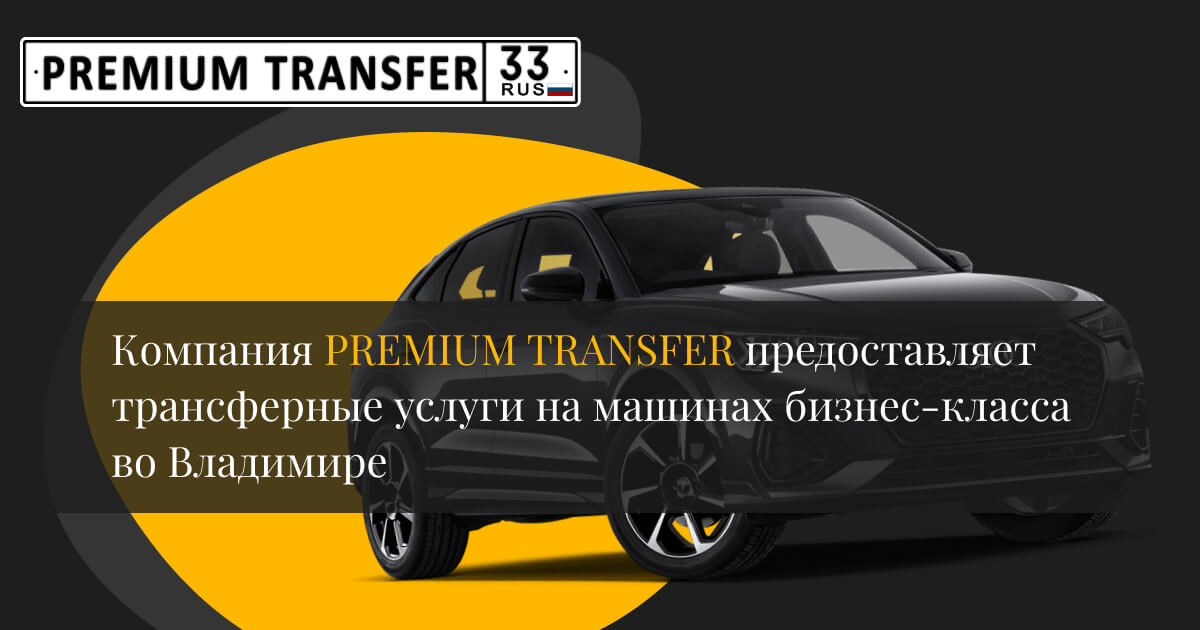 PREMIUM TRANSFER 33
RUS
Компания PREMIUM TRANSFER предоставляет
трансферные услуги на машинах бизнес-класса
во Владимире